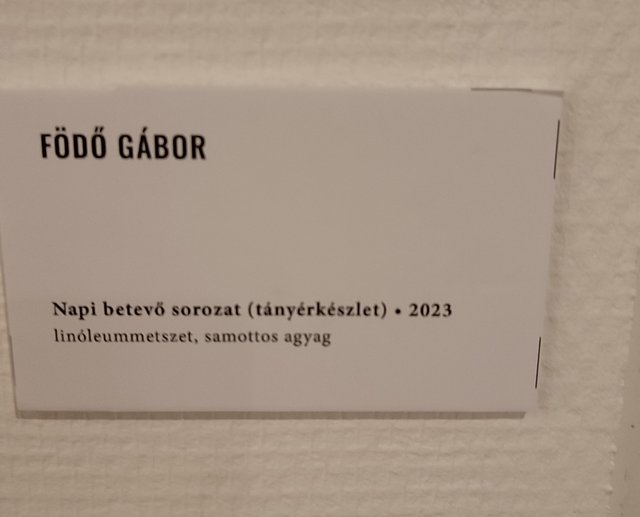 FÖDŐ GÁBOR
Napi betevő sorozat (tányérkészlet) • 2023
linóleummetszet, samottos agyag